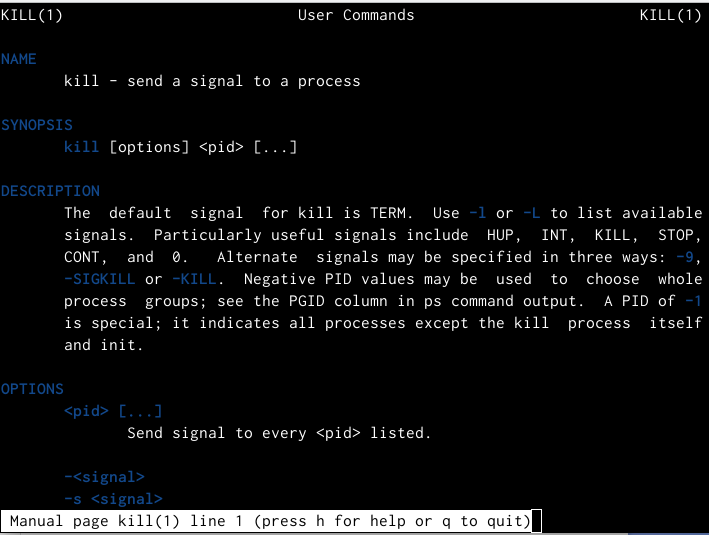 KILL(1) User Commands KILL(1)
NAME
kill - send a signal to a process
SYNOPSIS
kill [options] <pid> [...]
DESCRIPTION
The default signal for kill is TERM. Use -l or -L to list available
signals. Particularly useful signals include HUP, INT, KILL, STOP,
CONT, and 0. Alternate signals may be specified in three ways: -9,
-SIGKILL or -KILL. Negative PID values may be used to choose whole
process groups; see the PGID column in ps command output. A PID of -1
is special; it indicates all processes except the kill process itself
and init.
OPTIONS
<pid> [...]
Send signal to every <pid> listed.
-<signal>
-s <signal>
Manual page kill(1) line 1 (press h for help or q to quit)